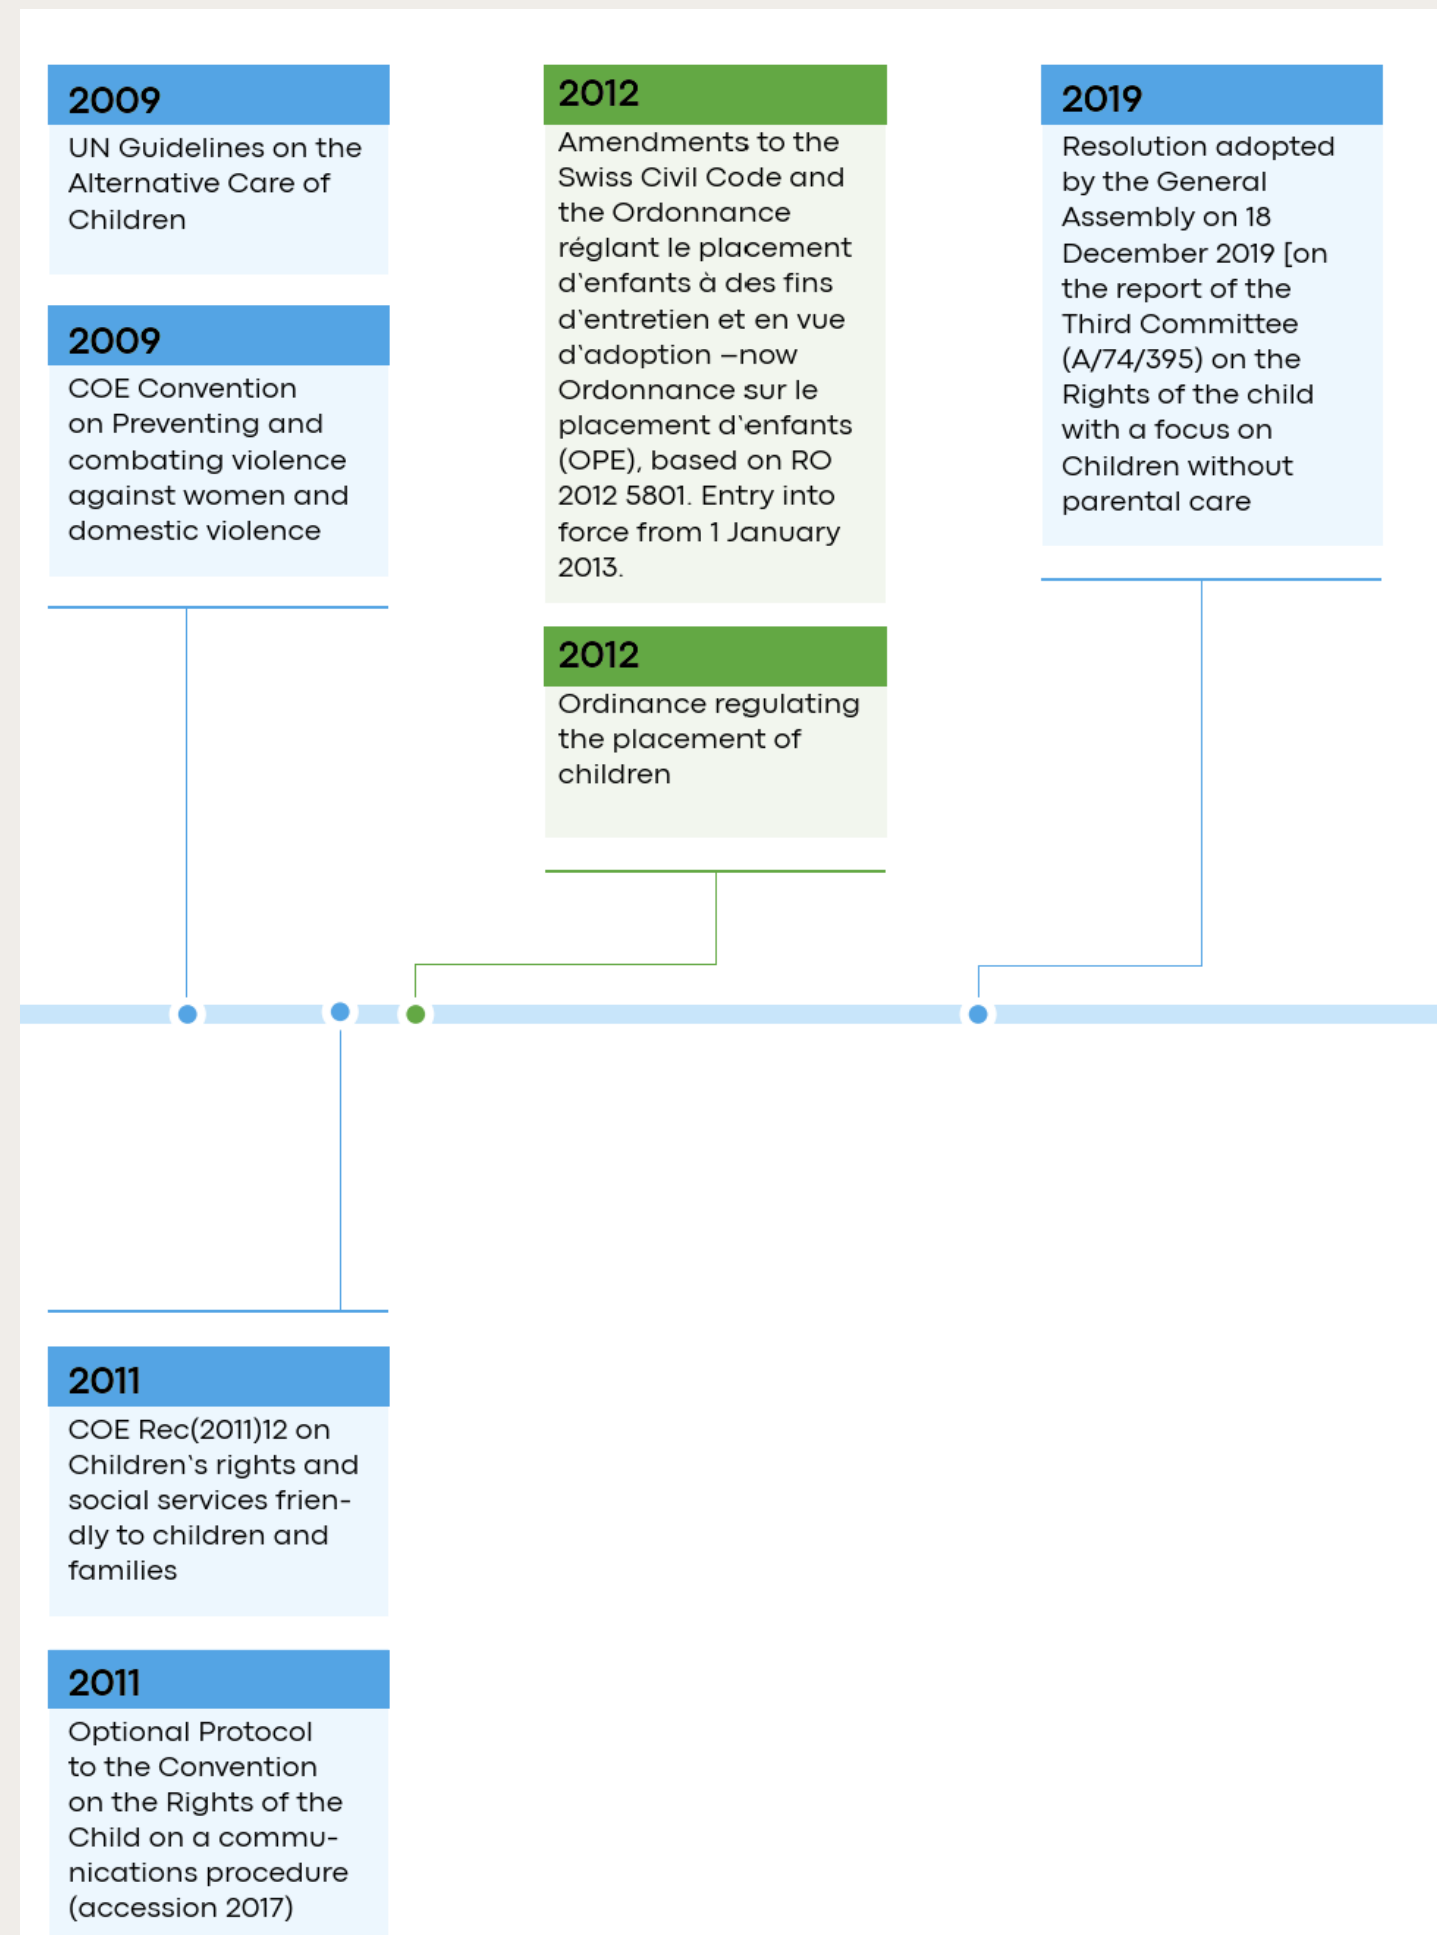 2009
UN Guidelines on the
Alternative Care of
Children
2009
COE Convention
on Preventing and
combating violence
against women and
domestic violence
2012
Amendments to the
Swiss Civil Code and
the Ordonnance
réglant le placement
d‛enfants à des fins
d‛entretien et en vue
d‛adoption –now
Ordonnance sur le
placement d‛enfants
(OPE), based on RO
2012 5801. Entry into
force from 1 January
2013.
2012
Ordinance regulating
the placement of
children
2019
Resolution adopted
by the General
Assembly on 18
December 2019 [on
the report of the
Third Committee
(A/74/395) on the
Rights of the child
with a focus on
Children without
parental care
2011
COE Rec(2011)12 on
Children‛s rights and
social services frien-
dly to children and
families
2011
Optional Protocol
to the Convention
on the Rights of the
Child on a commu-
nications procedure
(accession 2017)